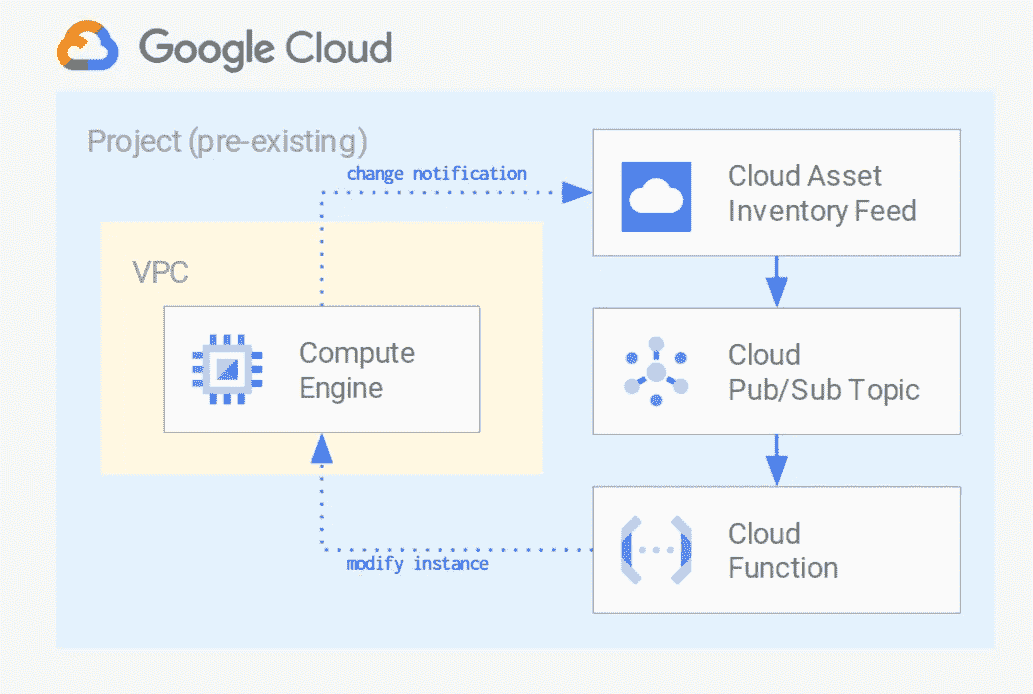 Google Cloud
Project (pre-existing)
change notification
Cloud Asset
Inventory Feed
VPC
Compute
Engine
Cloud
Pub/Sub Topic
Cloud
Function
modify instance